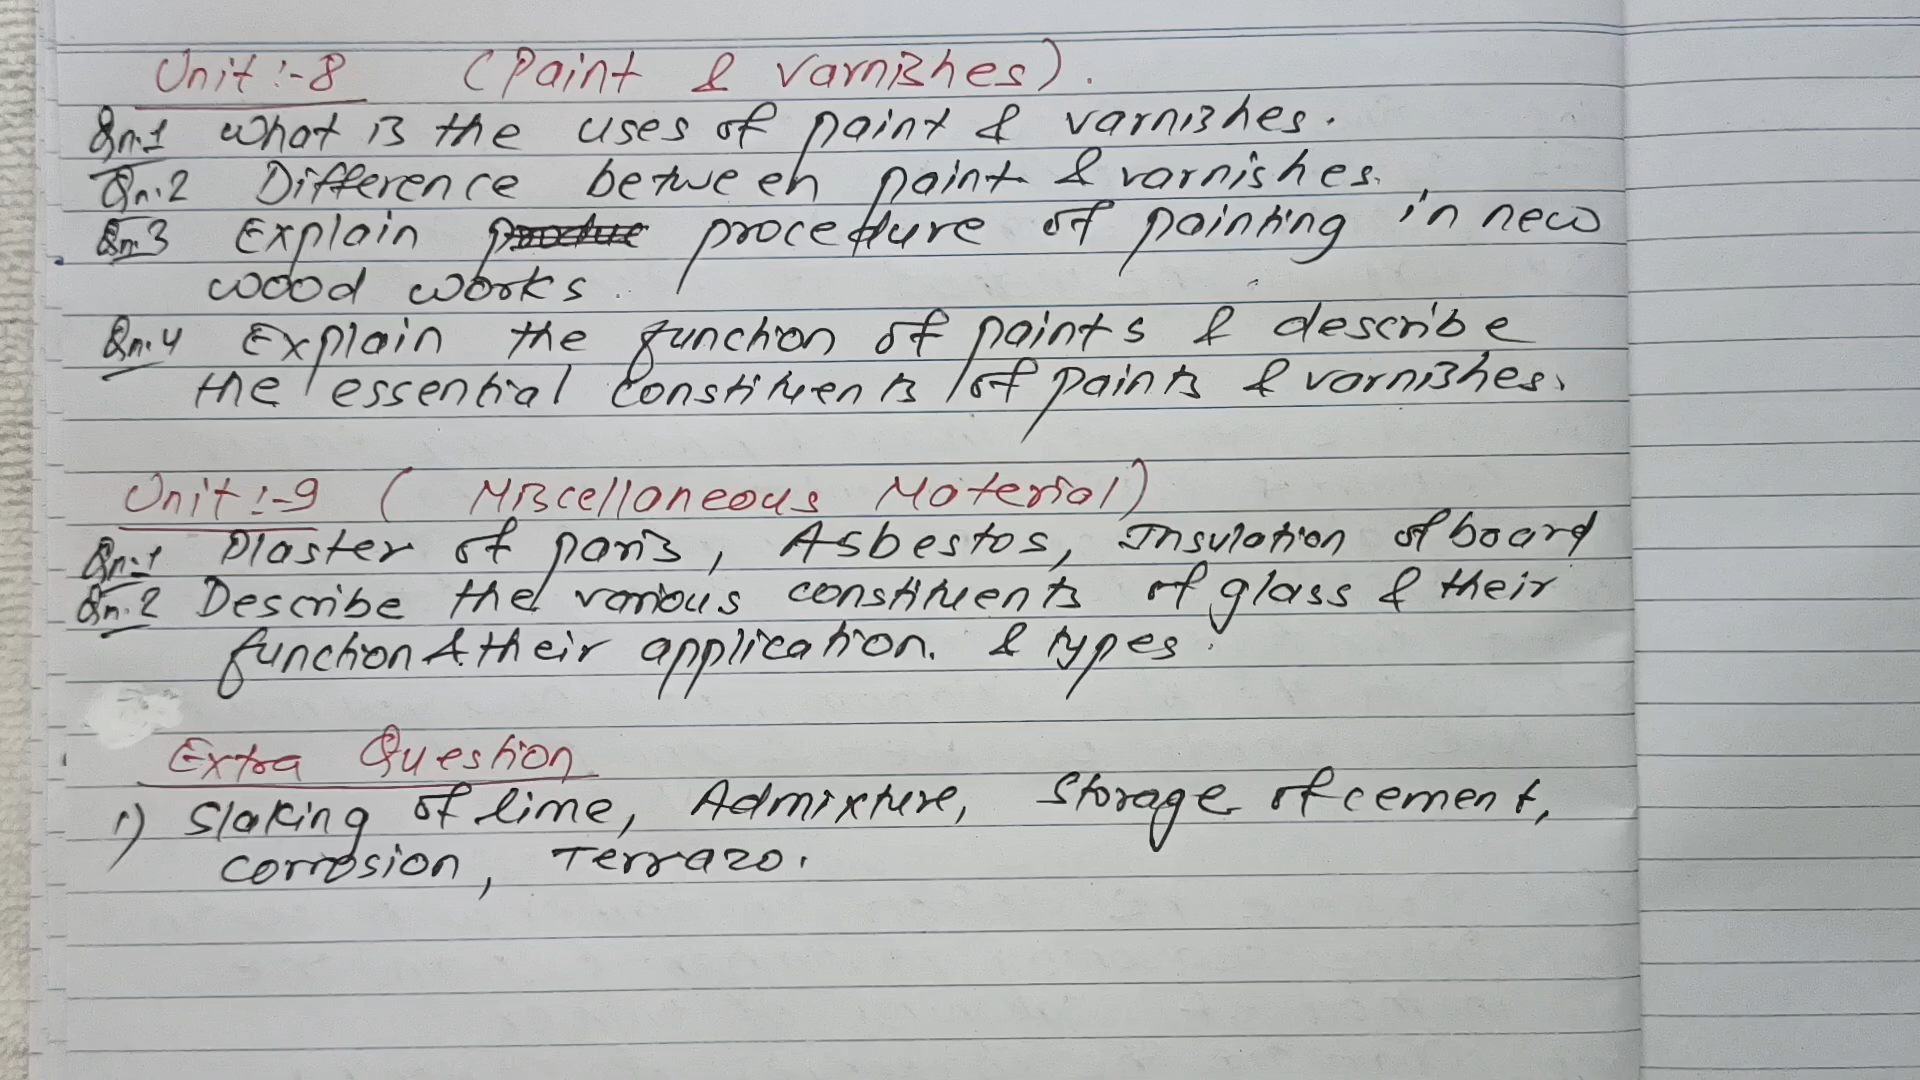 Unit :- 8 (Paint & varnishes).
Qn.1 what is the uses of paint & varnishes.
Qn.2 Difference between paint & varnishes.
Qn.3 Explain procedure of painting in new
wood works.
Qn.4 Explain the function of paints & describe
the essential constituents of paints & varnishes.
Unit :- 9 ( Miscellaneous Material)
Qn.1 Plaster of paris, Asbestos, Insulation of board
Qn.2 Describe the various constituents of glass & their
function & their application. & types.
Extra Question
1) Slaking of lime, Admixture, Storage of cement,
corrosion, Terrazo.